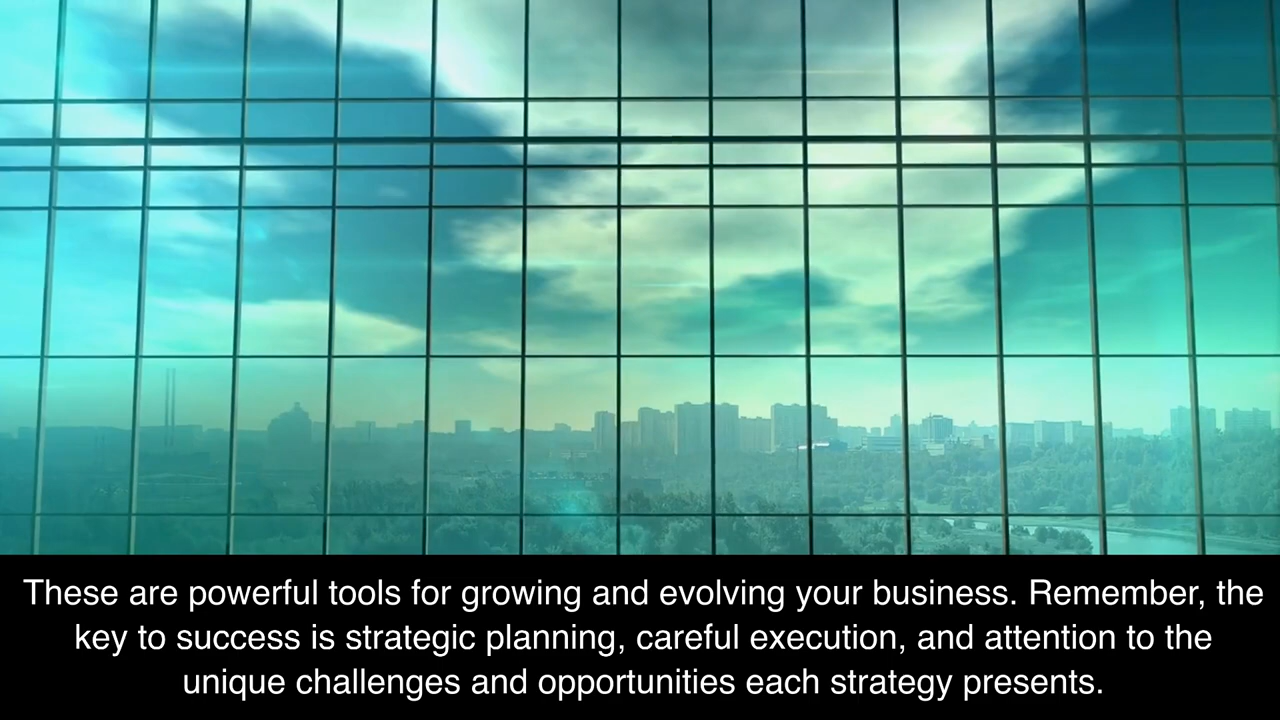 These are powerful tools for growing and evolving your business. Remember, the
key to success is strategic planning, careful execution, and attention to the
unique challenges and opportunities each strategy presents.